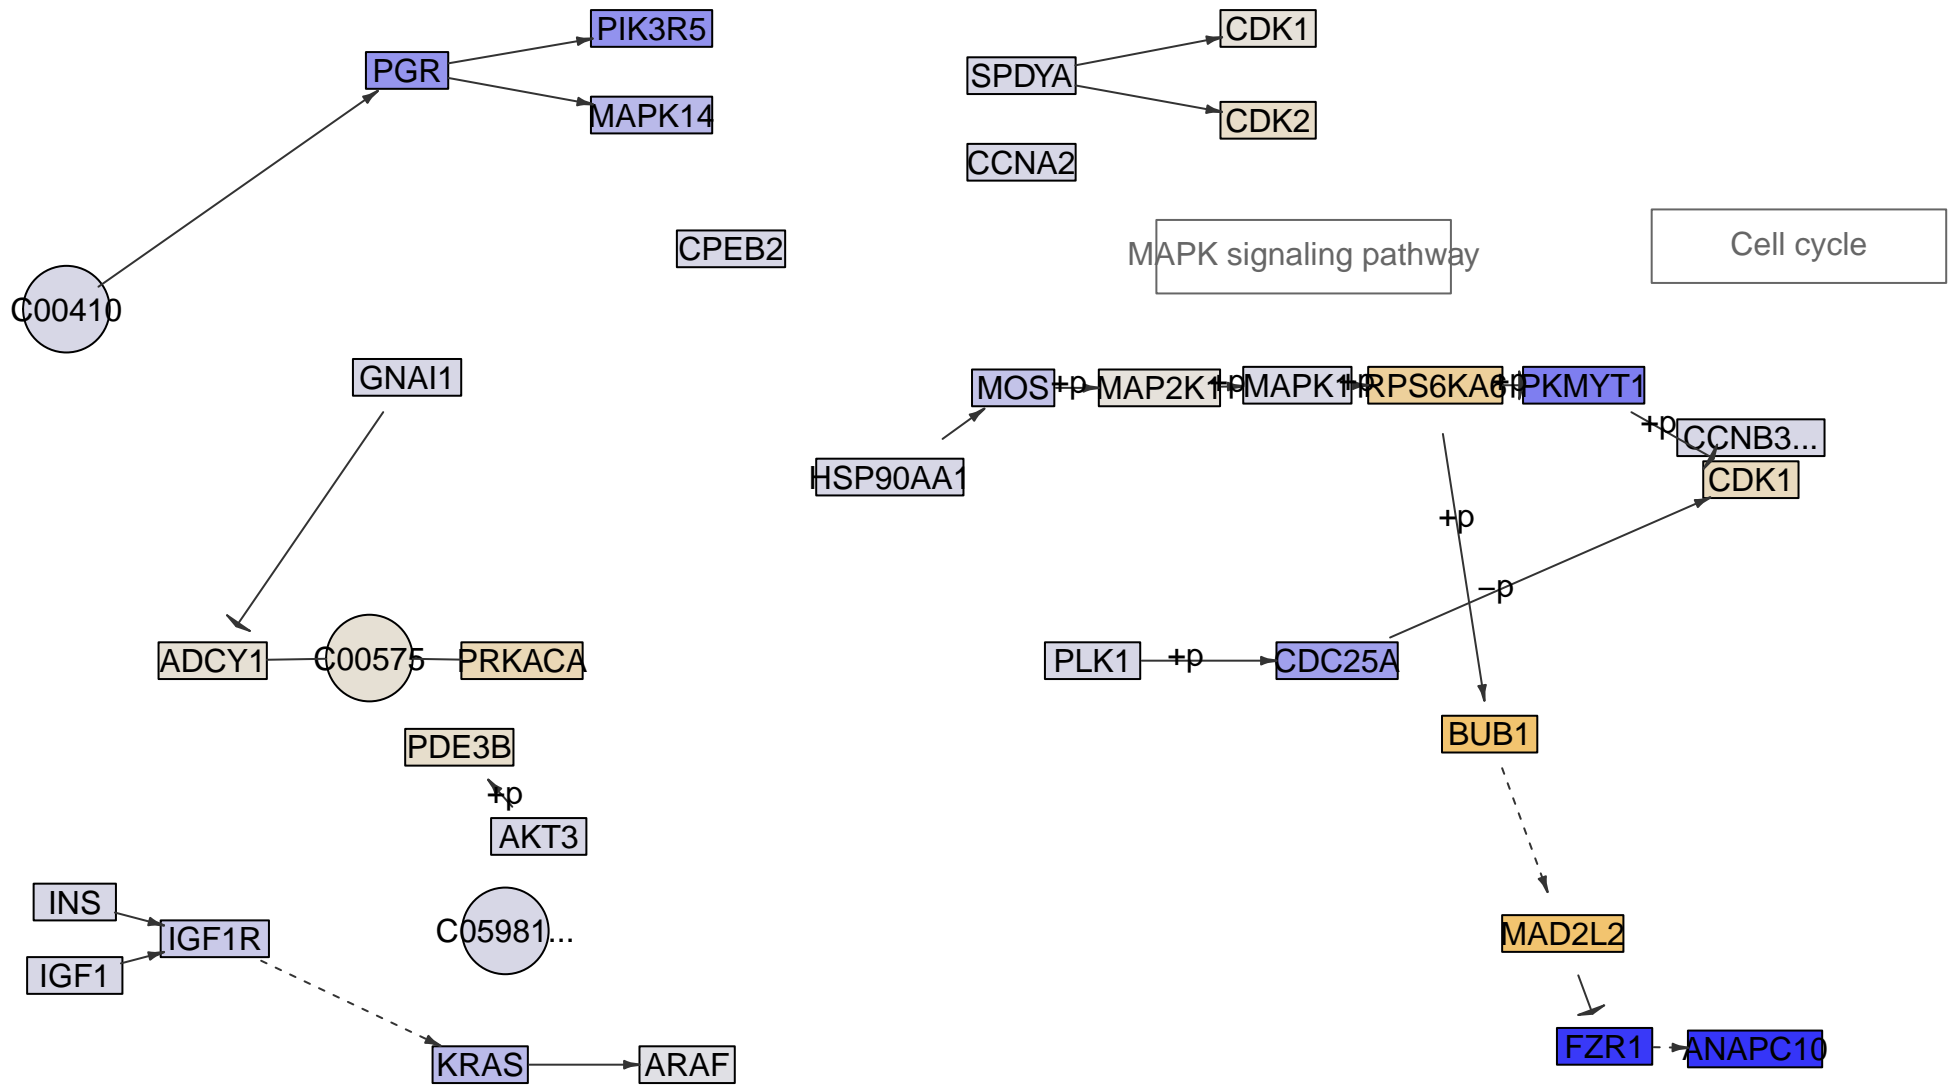 PIK3R5
CDK1
PGR
SPDYA
MAPK14
CDK2
CCNA2
CPEB2
MAPK signaling pathway
Cell cycle
C00410
GNAI1
MOS
+p
MAP2K1
+p
MAPK1
+p
RPS6KA6
+p
PKMYT1
+p
CCNB3...
HSP90AA1
CDK1
+p
−p
ADCY1
C00575
PRKACA
PLK1
+p
CDC25A
PDE3B
BUB1
+p
AKT3
INS
IGF1R
C05981...
MAD2L2
IGF1
KRAS
ARAF
FZR1
ANAPC10